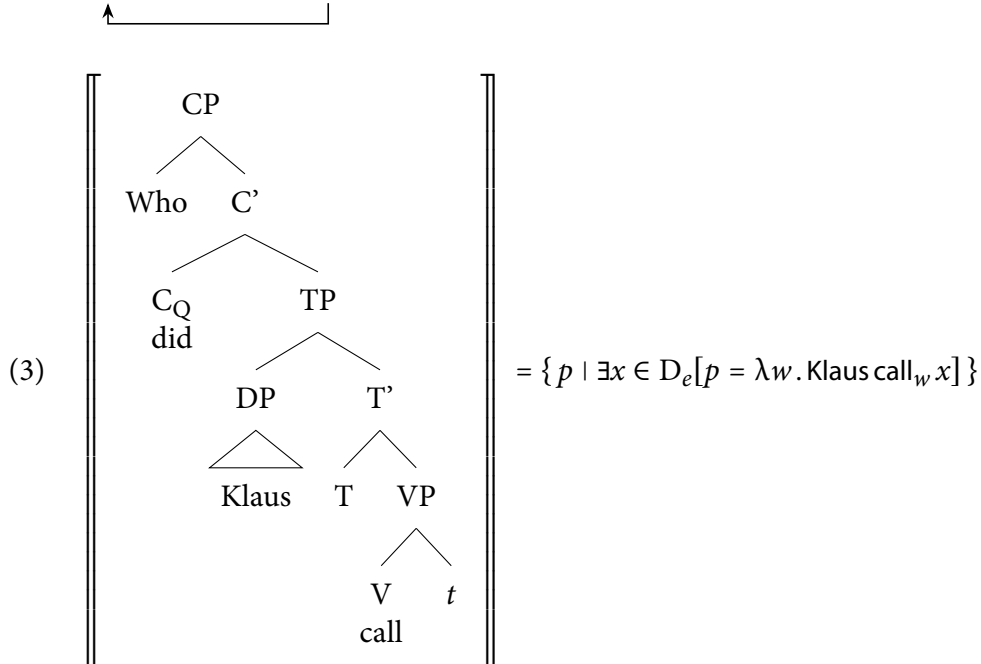 CP
Who C’
C_Q TP
did
(3) = { p | ∃x ∈ D_e[p = λw . Klaus call_w x] }
DP T’
Klaus T VP
V t
call